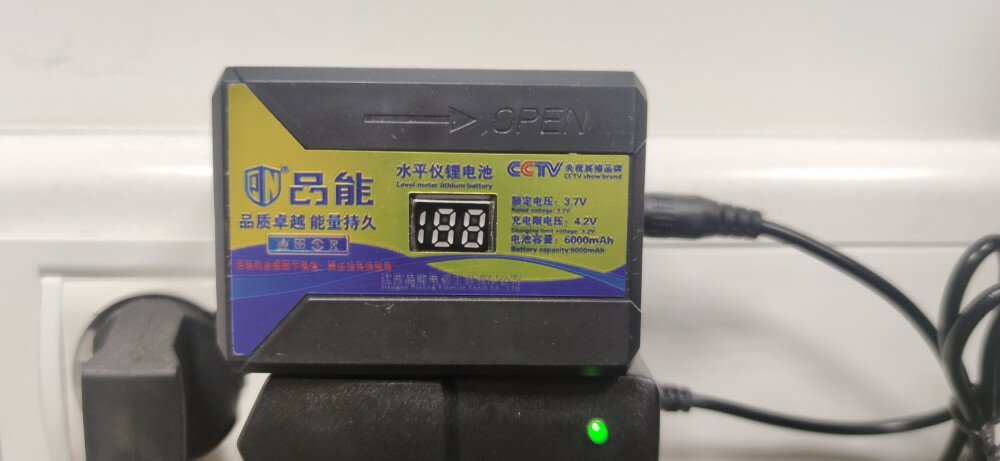 OPEN
PN®
品能
品质卓越 能量持久
水平仪锂电池
Level meter lithium battery
CCTV 央视展播品牌
CCTV show brand
188
额定电压：3.7V
Rated voltage: 3.7V
充电限电压：4.2V
Charging limit voltage: 4.2V
电池容量：6000mAh
Battery capacity:6000mAh